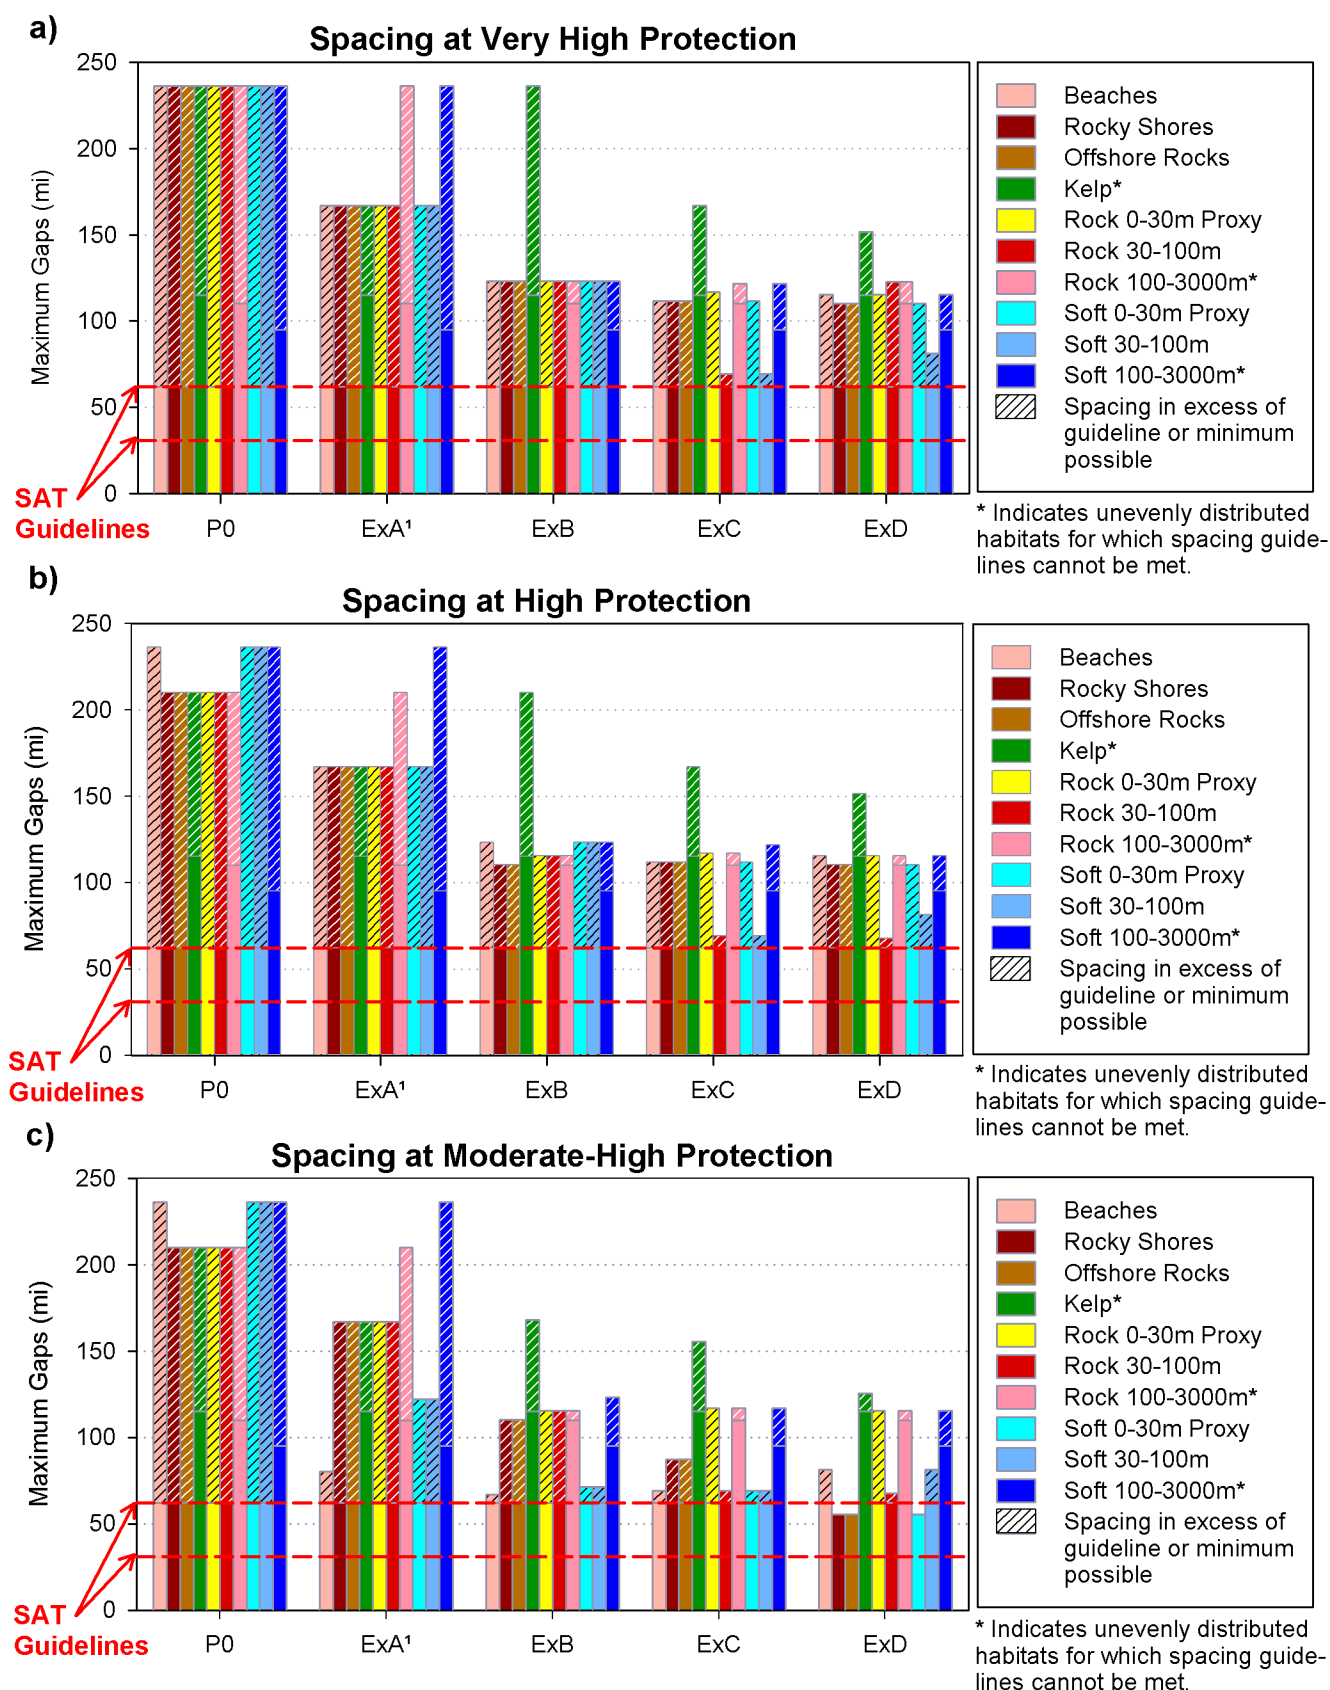 a)
Spacing at Very High Protection
Maximum Gaps (mi)
250
200
150
100
50
0
SAT
Guidelines
P0
ExA¹
ExB
ExC
ExD
Beaches
Rocky Shores
Offshore Rocks
Kelp*
Rock 0-30m Proxy
Rock 30-100m
Rock 100-3000m*
Soft 0-30m Proxy
Soft 30-100m
Soft 100-3000m*
Spacing in excess of
guideline or minimum
possible
* Indicates unevenly distributed
habitats for which spacing guide-
lines cannot be met.
b)
Spacing at High Protection
Maximum Gaps (mi)
250
200
150
100
50
0
SAT
Guidelines
P0
ExA¹
ExB
ExC
ExD
Beaches
Rocky Shores
Offshore Rocks
Kelp*
Rock 0-30m Proxy
Rock 30-100m
Rock 100-3000m*
Soft 0-30m Proxy
Soft 30-100m
Soft 100-3000m*
Spacing in excess of
guideline or minimum
possible
* Indicates unevenly distributed
habitats for which spacing guide-
lines cannot be met.
c)
Spacing at Moderate-High Protection
Maximum Gaps (mi)
250
200
150
100
50
0
SAT
Guidelines
P0
ExA¹
ExB
ExC
ExD
Beaches
Rocky Shores
Offshore Rocks
Kelp*
Rock 0-30m Proxy
Rock 30-100m
Rock 100-3000m*
Soft 0-30m Proxy
Soft 30-100m
Soft 100-3000m*
Spacing in excess of
guideline or minimum
possible
* Indicates unevenly distributed
habitats for which spacing guide-
lines cannot be met.